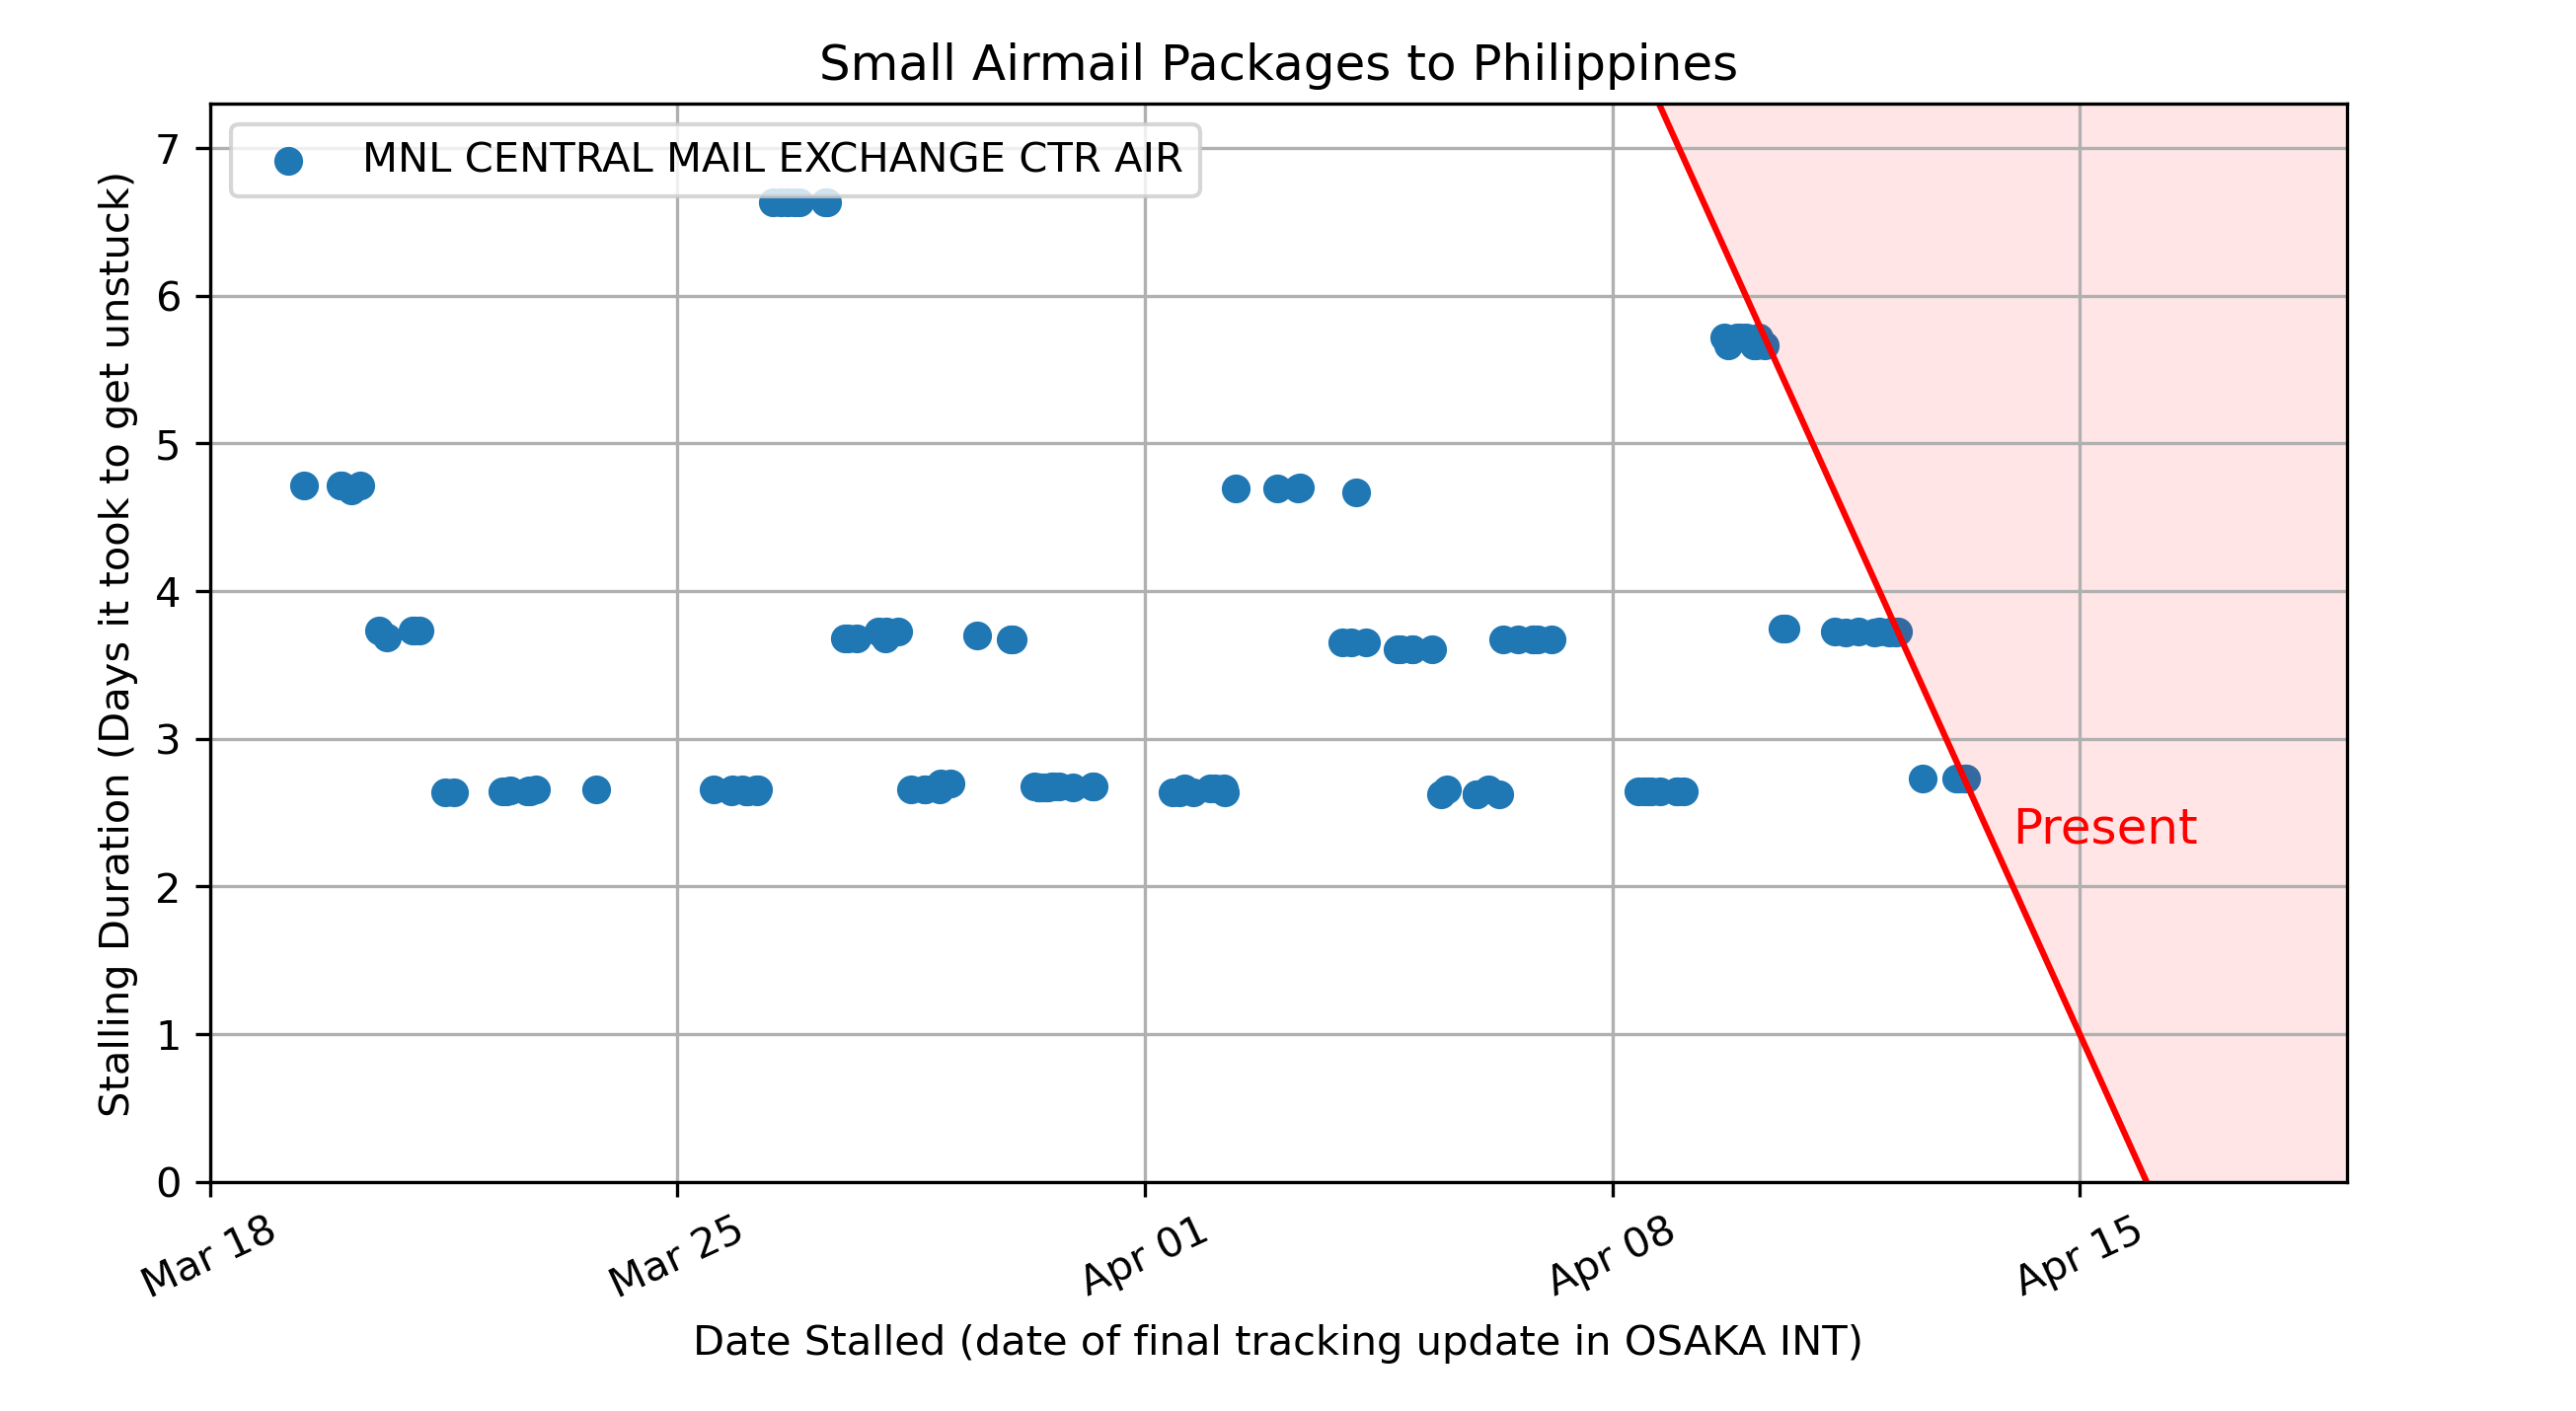 Small Airmail Packages to Philippines
MNL CENTRAL MAIL EXCHANGE CTR AIR
Stalling Duration (Days it took to get unstuck)
7
6
5
4
3
2
1
0
Present
Mar 18
Mar 25
Apr 01
Apr 08
Apr 15
Date Stalled (date of final tracking update in OSAKA INT)